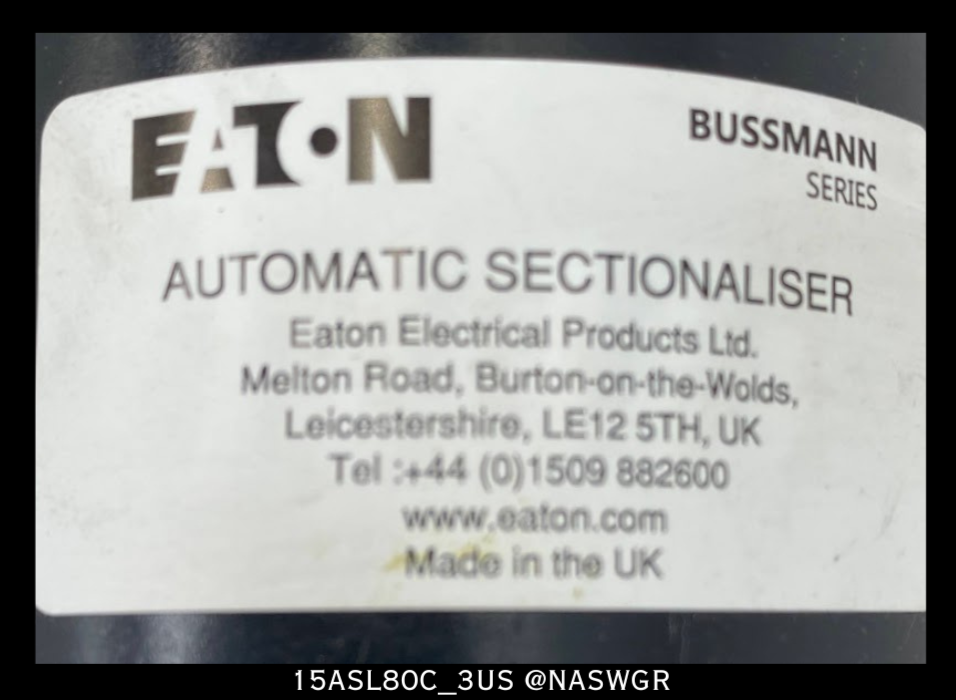 EATON
BUSSMANN
SERIES
AUTOMATIC SECTIONALISER
Eaton Electrical Products Ltd.
Melton Road, Burton-on-the-Wolds,
Leicestershire, LE12 5TH, UK
Tel :+44 (0)1509 882600
www.eaton.com
Made in the UK
15ASL80C_3US @NASWGR